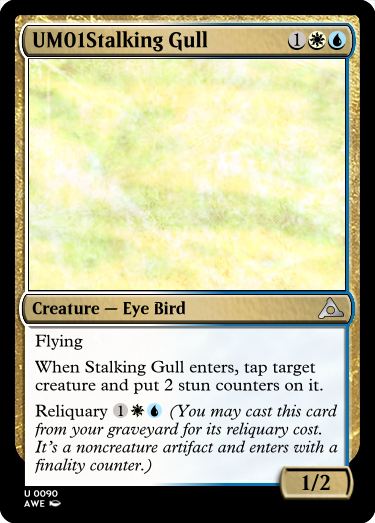 UM01Stalking Gull 1
Creature — Eye Bird
Flying
When Stalking Gull enters, tap target
creature and put 2 stun counters on it.
Reliquary 1 (You may cast this card
from your graveyard for its reliquary cost.
It's a noncreature artifact and enters with a
finality counter.)
1/2
U 0090
AWE